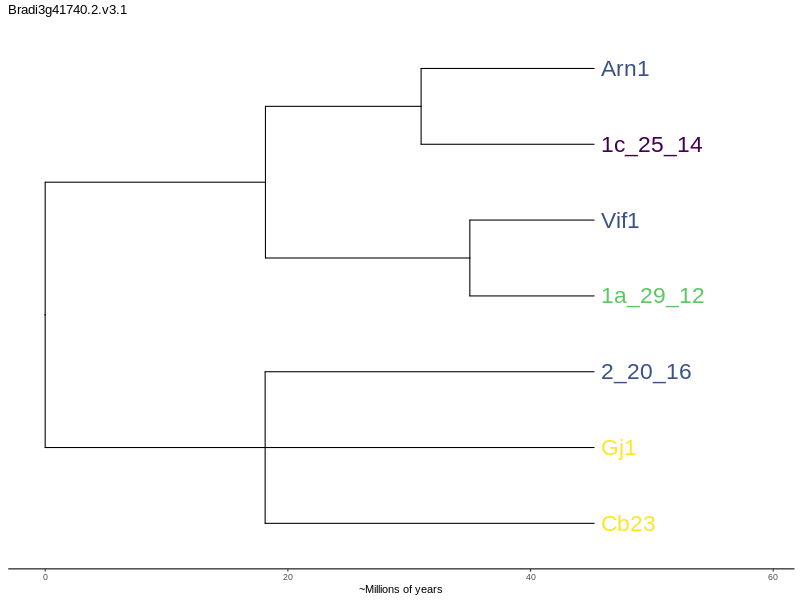 Bradi3g41740.2.v3.1
Arn1
1c_25_14
Vif1
1a_29_12
2_20_16
Gj1
Cb23
0 20 40 60
~Millions of years